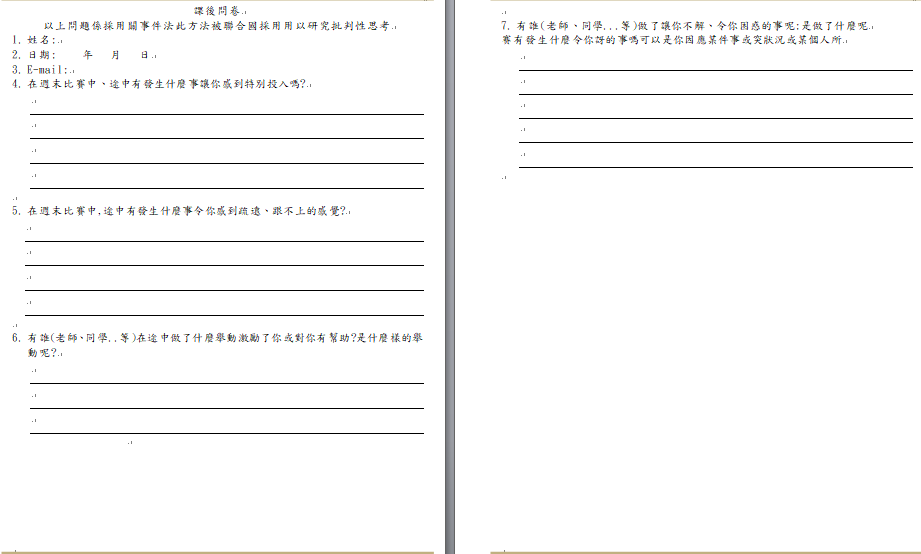 課後問卷
以上問題係採用關事件法此方法被聯合國採用用以研究批判性思考
1. 姓名:
2. 日期: 年 月 日
3. E-mail:
4. 在週末比賽中、途中有發生什麼事讓你感到特別投入嗎?
5. 在週末比賽中,途中有發生什麼事令你感到疏遠、跟不上的感覺?
6. 有誰(老師、同學..等)在途中做了什麼舉動激勵了你或對你有幫助?是什麼樣的舉
動呢?
7. 有誰(老師、同學...等)做了讓你不解、令你困惑的事呢;是做了什麼呢
賽有發生什麼令你訝的事嗎可以是你因應某件事或突狀況或某個人所